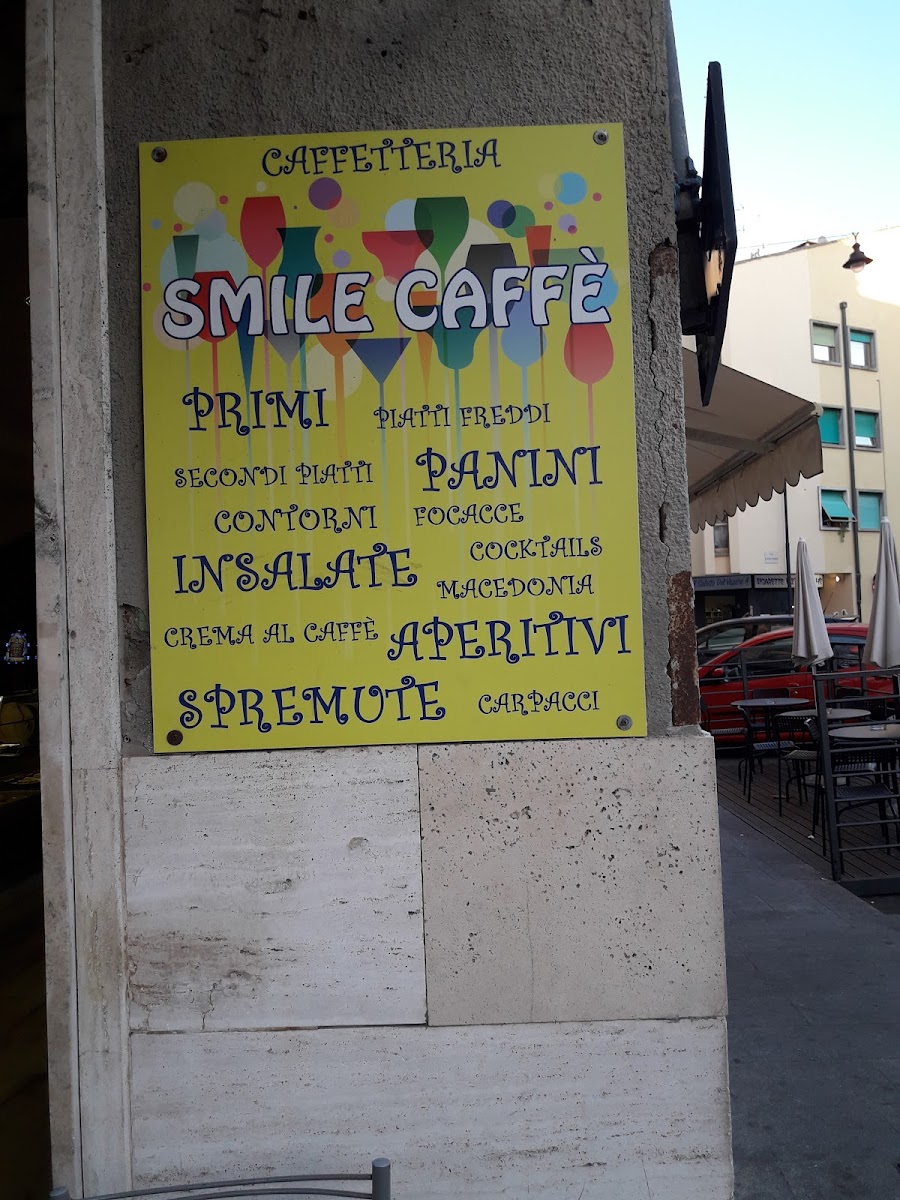 CAFFETTERIA
SMILE CAFFÈ
PRIMI
PIATTI FREDDI
SECONDI PIATTI
PANINI
CONTORNI
FOCACCE
INSALATE
COCKTAILS
MACEDONIA
CREMA AL CAFFÈ
APERITIVI
SPREMUTE
CARPACCI